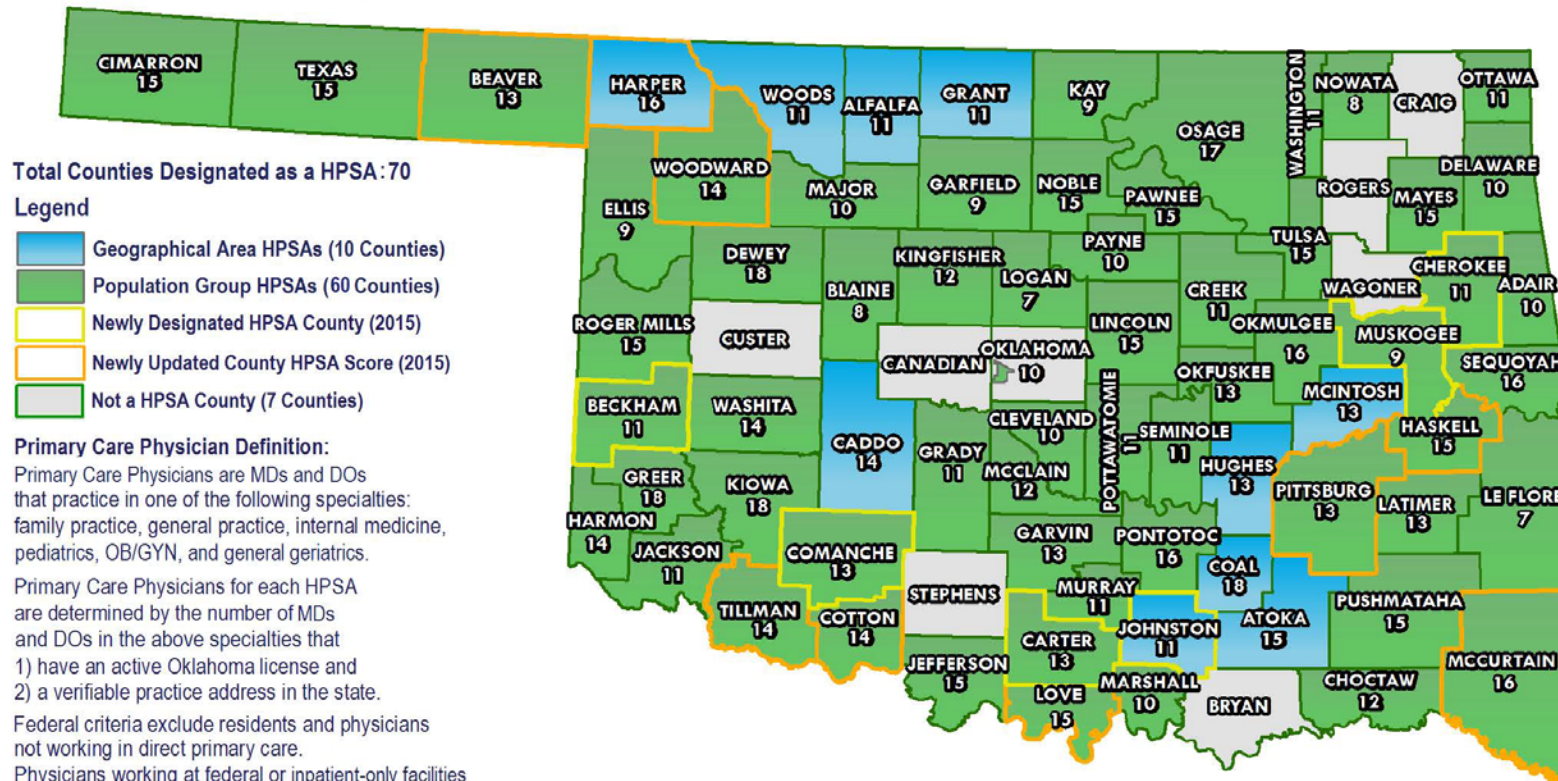 CIMARRON
15
TEXAS
15
BEAVER
13
HARPER
16
WOODS
11
ALFALFA
11
GRANT
11
KAY
9
OSAGE
17
WASHINGTON
11
NOWATA
8
CRAIG
OTTAWA
11
Total Counties Designated as a HPSA: 70
Legend
Geographical Area HPSAs (10 Counties)
Population Group HPSAs (60 Counties)
Newly Designated HPSA County (2015)
Newly Updated County HPSA Score (2015)
Not a HPSA County (7 Counties)
Primary Care Physician Definition:
Primary Care Physicians are MDs and DOs
that practice in one of the following specialties:
family practice, general practice, internal medicine,
pediatrics, OB/GYN, and general geriatrics.
Primary Care Physicians for each HPSA
are determined by the number of MDs
and DOs in the above specialties that
1) have an active Oklahoma license and
2) a verifiable practice address in the state.
Federal criteria exclude residents and physicians
not working in direct primary care.
Physicians working at federal or inpatient-only facilities
WOODWARD
14
ELLIS
9
MAJOR
10
GARFIELD
9
NOBLE
15
PAWNEE
15
ROGERS
MAYES
15
DELAWARE
10
DEWEY
18
BLAINE
8
KINGFISHER
12
LOGAN
7
PAYNE
10
TULSA
15
WAGONER
CHEROKEE
11
ADAIR
10
ROGER MILLS
15
CUSTER
CANADIAN
OKLAHOMA
10
LINCOLN
15
CREEK
11
OKMULGEE
16
MUSKOGEE
9
SEQUOYAH
16
BECKHAM
11
WASHITA
14
CADDO
14
GRADY
11
CLEVELAND
10
MCCLAIN
12
POTTAWATOMIE
11
SEMINOLE
11
OKFUSKEE
13
MCINTOSH
13
HASKELL
15
HUGHES
13
PITTSBURG
13
LATIMER
13
LE FLORE
7
GREER
18
KIOWA
18
HARMON
14
JACKSON
11
COMANCHE
13
TILLMAN
14
COTTON
14
STEPHENS
JEFFERSON
15
GARVIN
13
PONTOTOC
16
MURRAY
11
COAL
18
CARTER
13
JOHNSTON
11
ATOKA
15
PUSHMATAHA
15
MCCURTAIN
16
LOVE
15
MARSHALL
10
BRYAN
CHOCTAW
12